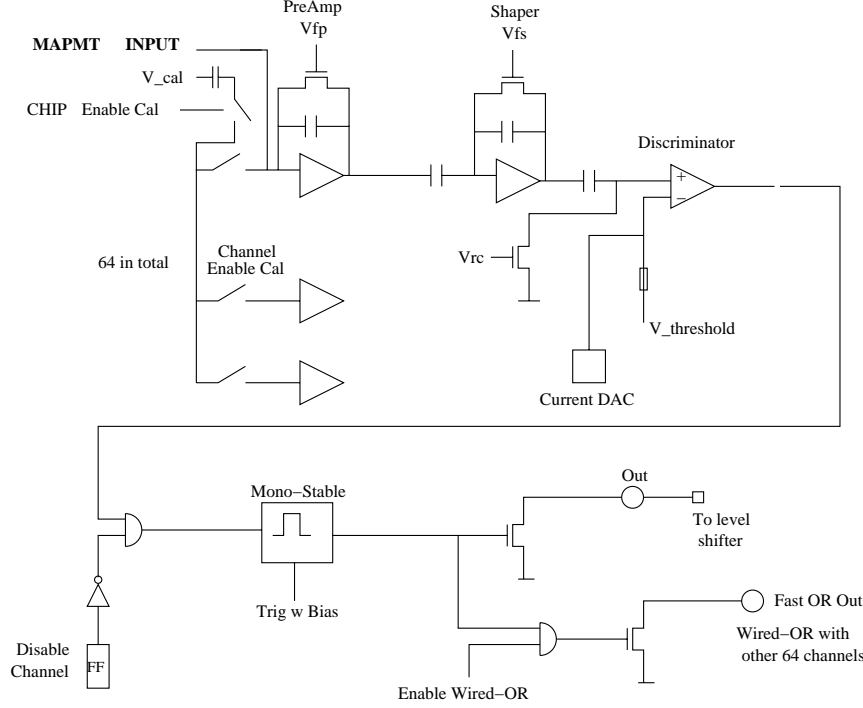 PreAmp
Vfp
Shaper
Vfs
MAPMT INPUT
V_cal
CHIP Enable Cal
Discriminator
+
−
64 in total
Channel
Enable Cal
Vrc
V_threshold
Current DAC
Mono−Stable
Out
To level
shifter
Trig w Bias
Fast OR Out
Disable
Channel
FF
Wired−OR with
other 64 channels
Enable Wired−OR